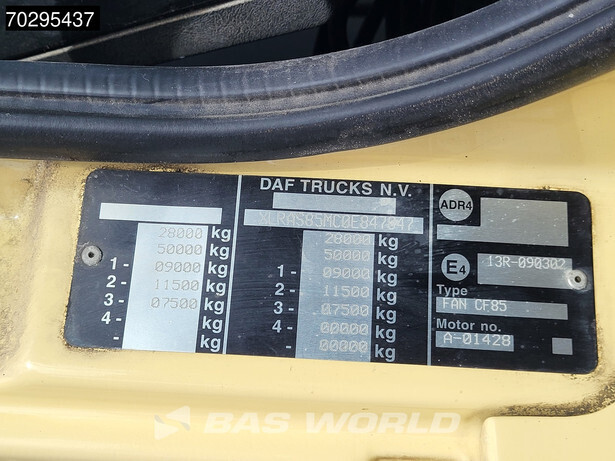 70295437
DAF TRUCKS N.V.
XLRAS85MC0E847947
28000 kg
50000 kg
1- 09000 kg
2- 11500 kg
3- 07500 kg
4- kg
- kg
28000 kg
50000 kg
1- 09000 kg
2- 11500 kg
3- 07500 kg
4- 00000 kg
- 00000 kg
ADR4
E4 13R-090302
Type
FAN CF85
Motor no.
A-01428
BAS WORLD